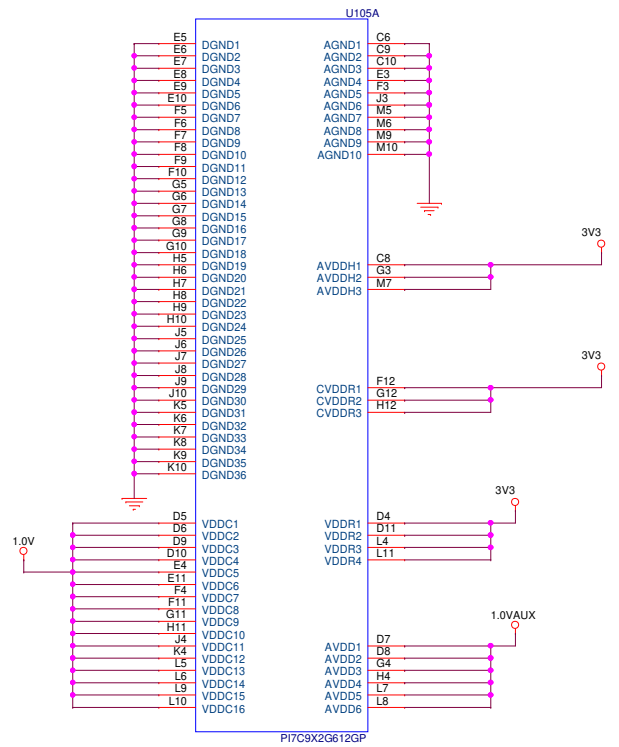 U105A
E5 DGND1 AGND1 C6
E6 DGND2 AGND2 C9
E7 DGND3 AGND3 C10
E8 DGND4 AGND4 E3
E9 DGND5 AGND5 F3
E10 DGND6 AGND6 J3
F5 DGND7 AGND7 M5
F6 DGND8 AGND8 M6
F7 DGND9 AGND9 M9
F8 DGND10 AGND10 M10
F9 DGND11
F10 DGND12
G5 DGND13
G6 DGND14
G7 DGND15
G8 DGND16
G9 DGND17
G10 DGND18
3V3
H5 DGND19 AVDDH1 C8
H6 DGND20 AVDDH2 G3
H7 DGND21 AVDDH3 M7
H8 DGND22
H9 DGND23
H10 DGND24
J5 DGND25
J6 DGND26
J7 DGND27
J8 DGND28
3V3
J9 DGND29 CVDDR1 F12
J10 DGND30 CVDDR2 G12
K5 DGND31 CVDDR3 H12
K6 DGND32
K7 DGND33
K8 DGND34
K9 DGND35
K10 DGND36
3V3
D5 VDDC1 VDDR1 D4
D6 VDDC2 VDDR2 D11
1.0V
D9 VDDC3 VDDR3 L4
D10 VDDC4 VDDR4 L11
E4 VDDC5
E11 VDDC6
F4 VDDC7
F11 VDDC8
1.0VAUX
G11 VDDC9
H11 VDDC10
J4 VDDC11 AVDD1 D7
K4 VDDC12 AVDD2 D8
L5 VDDC13 AVDD3 G4
L6 VDDC14 AVDD4 H4
L9 VDDC15 AVDD5 L7
L10 VDDC16 AVDD6 L8
PI7C9X2G612GP